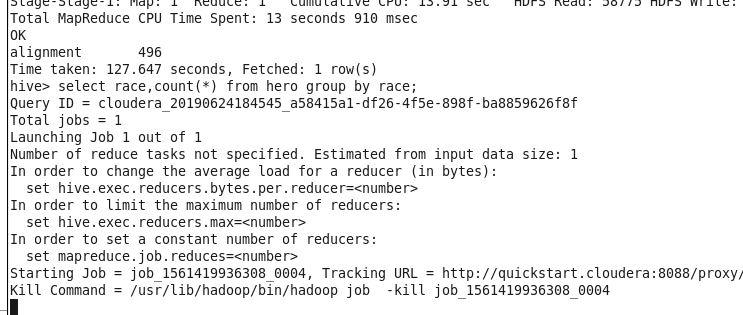 Stage-Stage-1: Map: 1  Reduce: 1   Cumulative CPU: 13.91 sec   HDFS Read: 58775 HDFS Write:
Total MapReduce CPU Time Spent: 13 seconds 910 msec
OK
alignment	496
Time taken: 127.647 seconds, Fetched: 1 row(s)
hive> select race,count(*) from hero group by race;
Query ID = cloudera_20190624184545_a58415a1-df26-4f5e-898f-ba8859626f8f
Total jobs = 1
Launching Job 1 out of 1
Number of reduce tasks not specified. Estimated from input data size: 1
In order to change the average load for a reducer (in bytes):
  set hive.exec.reducers.bytes.per.reducer=<number>
In order to limit the maximum number of reducers:
  set hive.exec.reducers.max=<number>
In order to set a constant number of reducers:
  set mapreduce.job.reduces=<number>
Starting Job = job_1561419936308_0004, Tracking URL = http://quickstart.cloudera:8088/proxy/
Kill Command = /usr/lib/hadoop/bin/hadoop job  -kill job_1561419936308_0004